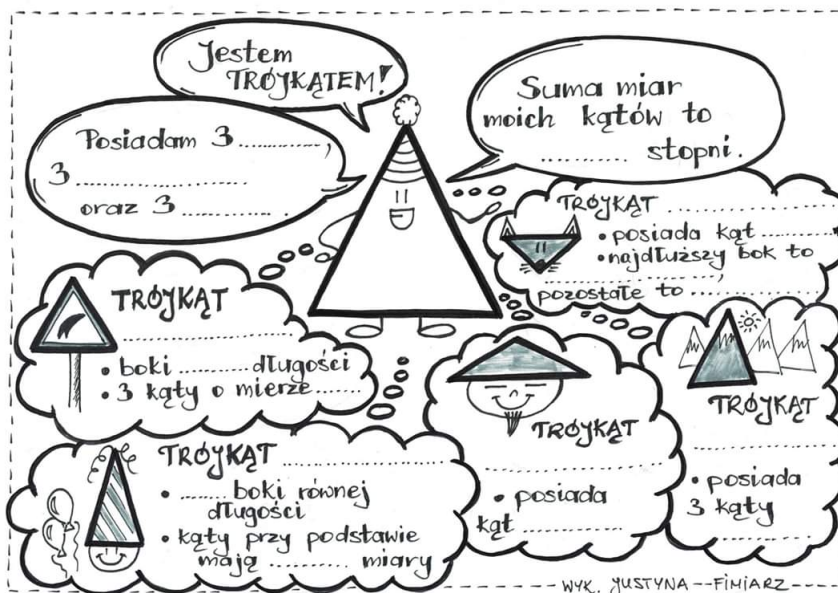 Jestem
TRÓJKĄTEM!
Posiadam 3 ..............,
3 ..............................
oraz 3 .................. .
Suma miar
moich kątów to
............... stopni.
TRÓJKĄT ..............................
• posiada kąt ............
• najdłuższy bok to
..............................,
pozostałe to ....................
TRÓJKĄT
........................................
• boki ............ długości
• 3 kąty o mierze .........
TRÓJKĄT
..............................
• posiada
kąt ....................
TRÓJKĄT
..............................
• posiada
3 kąty
....................
TRÓJKĄT ..............................
• ......... boki równej
długości
• kąty przy podstawie
mają ............ miary
WYK. JUSTYNA--FIMIARZ